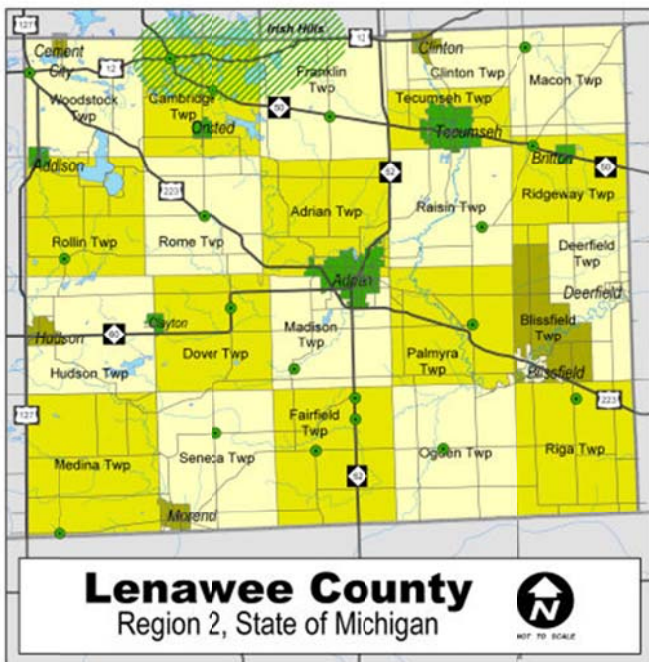 127
Irish Hills
12
Cement
City
Clinton
12
Franklin
Twp
Clinton Twp
Macon Twp
Woodstock
Twp
Cambridge
Twp
50
Tecumseh Twp
Onsted
Tecumseh
Addison
Britton
50
52
223
Ridgeway Twp
Adrian Twp
Raisin Twp
Rollin Twp
Rome Twp
Deerfield
Twp
Adrian
Deerfield
Clayton
Madison
Twp
Blissfield
Twp
Hudson
Dover Twp
Palmyra
Twp
Hudson Twp
Blissfield
127
223
Fairfield
Twp
Medina Twp
Seneca Twp
Ogden Twp
Riga Twp
52
Lenawee County
Region 2, State of Michigan
N
NOT TO SCALE